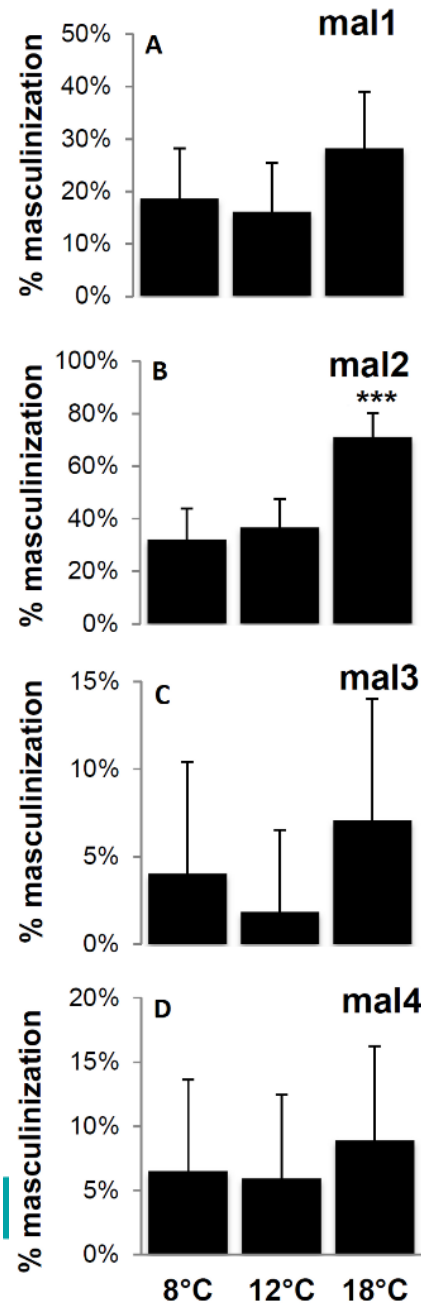 mal1
A
50%
40%
30%
20%
10%
0%
% masculinization
mal2
B
***
100%
80%
60%
40%
20%
0%
% masculinization
mal3
C
15%
10%
5%
0%
% masculinization
mal4
D
20%
15%
10%
5%
0%
% masculinization
8°C 12°C 18°C